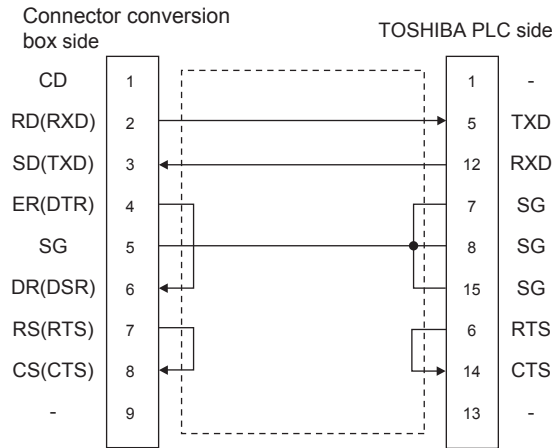 Connector conversion
box side
TOSHIBA PLC side
CD 1 1 -
RD(RXD) 2 5 TXD
SD(TXD) 3 12 RXD
ER(DTR) 4 7 SG
SG 5 8 SG
DR(DSR) 6 15 SG
RS(RTS) 7 6 RTS
CS(CTS) 8 14 CTS
- 9 13 -